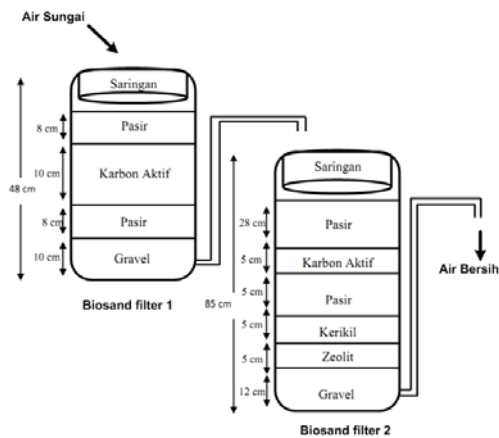 Air Sungai
Saringan
8 cm
Pasir
10 cm
Karbon Aktif
48 cm
8 cm
Pasir
10 cm
Gravel
Biosand filter 1
Saringan
28 cm
Pasir
5 cm
Karbon Aktif
5 cm
Pasir
85 cm
5 cm
Kerikil
5 cm
Zeolit
12 cm
Gravel
Biosand filter 2
Air Bersih